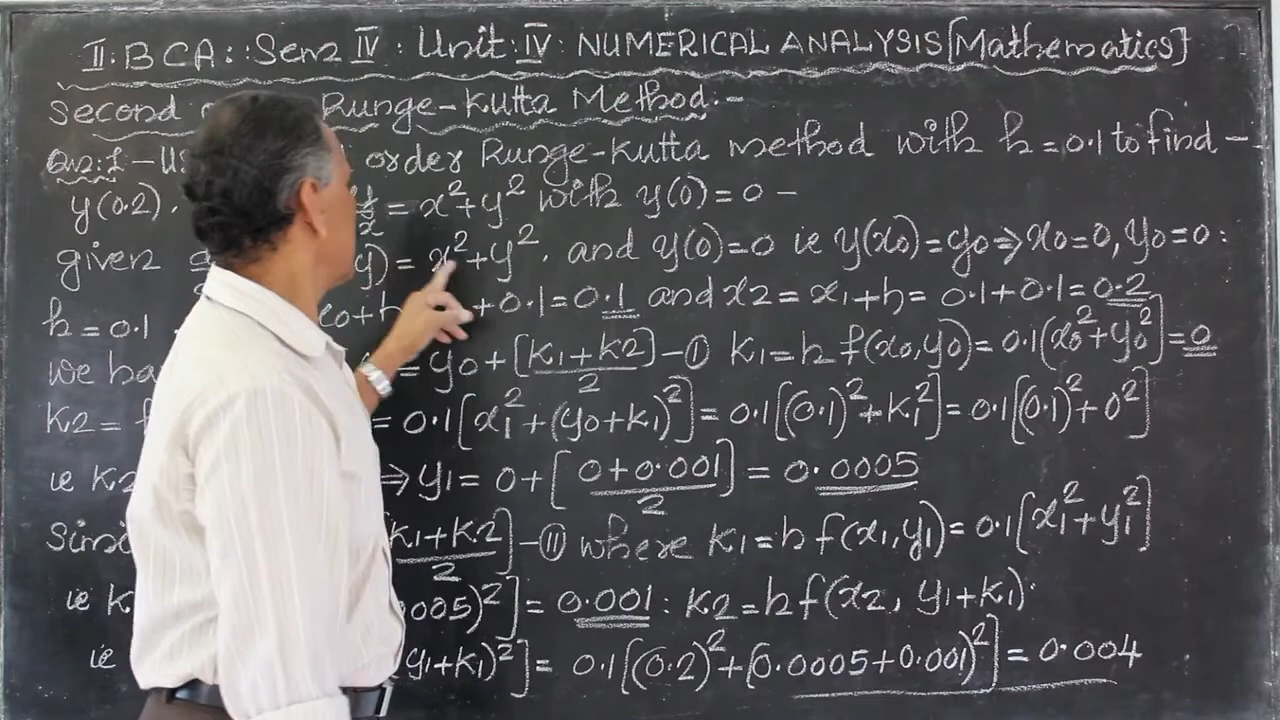 II: BCA:: Sem IV: Unit: IV: NUMERICAL ANALYSIS [Mathematics]
Second Runge-Kutta Method:-
Qn:1 - order Runge-Kutta method with h=0.1 to find -
y(0.2). = x²+y² with y(0)=0 -
given y) = x²+y². and y(0)=0 ie y(x0)=y0 ⇒ x0=0, y0=0:
h=0.1 x0+h +0.1=0.1 and x2=x1+h=0.1+0.1=0.2
we = y0+[k1+k2]/2 -(I) k1=h f(x0,y0)=0.1(x0²+y0²]=0
k2= = 0.1[x1²+(y0+k1)²]=0.1[(0.1)²+k1²]=0.1[(0.1)²+0²]
ie k2 ⇒ y1=0+[0+0.001]/2=0.0005
k1+k2]/2 -(II) where k1=h f(x1,y1)=0.1[x1²+y1²]
ie k 005)²]=0.001: k2=h f(x2, y1+k1).
ie (y1+k1)²]= 0.1[(0.2)²+(0.0005+0.001)²]=0.004